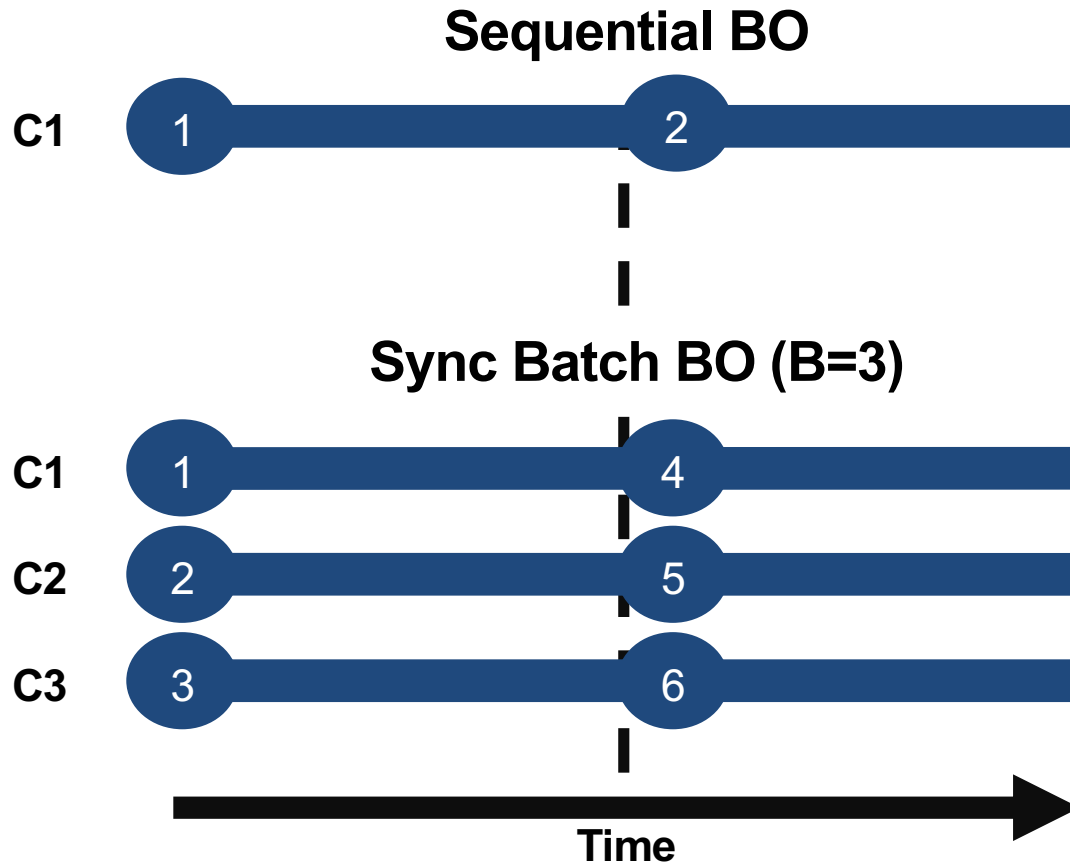 Sequential BO
C1 1 2
Sync Batch BO (B=3)
C1 1 4
C2 2 5
C3 3 6
Time